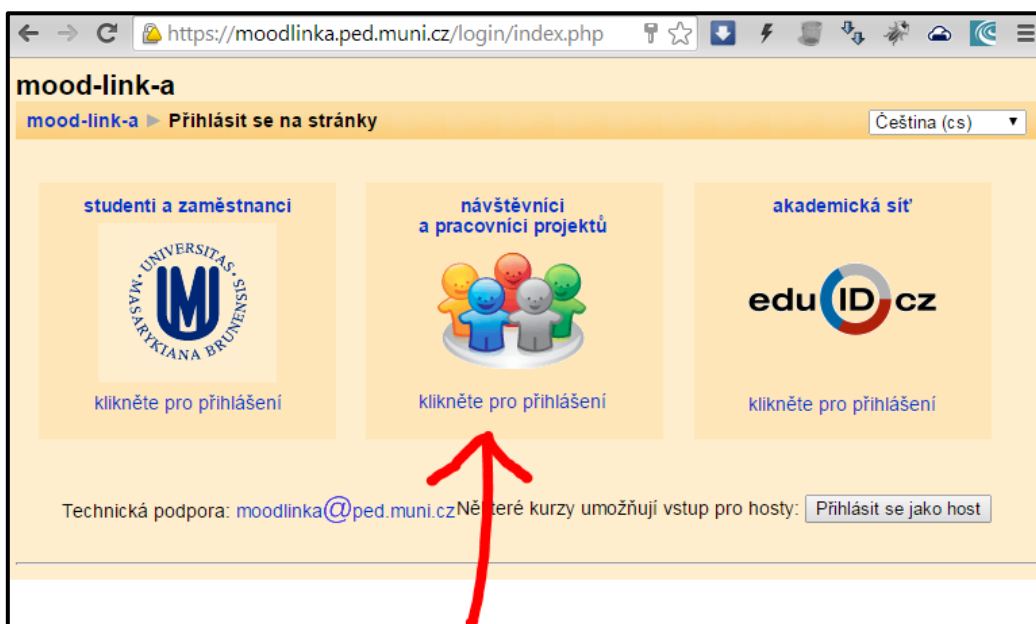 https://moodlinka.ped.muni.cz/login/index.php
mood-link-a
mood-link-a ► Přihlásit se na stránky
Čeština (cs)
studenti a zaměstnanci
UNIVERSITAS MASARYKIANA BRUNENSIS
MU
klikněte pro přihlášení
návštěvníci
a pracovníci projektů
klikněte pro přihlášení
akademická síť
edu ID cz
klikněte pro přihlášení
Technická podpora: moodlinka@ped.muni.cz Některé kurzy umožňují vstup pro hosty: Přihlásit se jako host